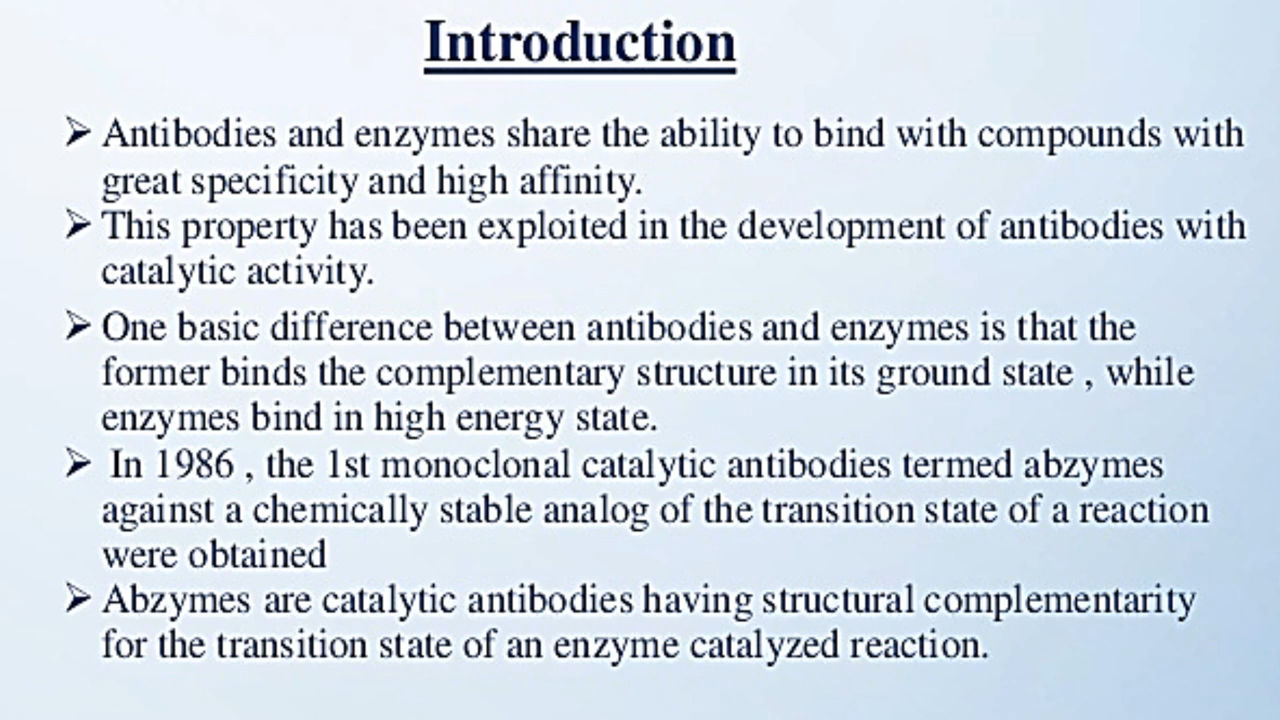 Introduction
➢ Antibodies and enzymes share the ability to bind with compounds with
great specificity and high affinity.
➢ This property has been exploited in the development of antibodies with
catalytic activity.
➢ One basic difference between antibodies and enzymes is that the
former binds the complementary structure in its ground state , while
enzymes bind in high energy state.
➢ In 1986 , the 1st monoclonal catalytic antibodies termed abzymes
against a chemically stable analog of the transition state of a reaction
were obtained
➢ Abzymes are catalytic antibodies having structural complementarity
for the transition state of an enzyme catalyzed reaction.